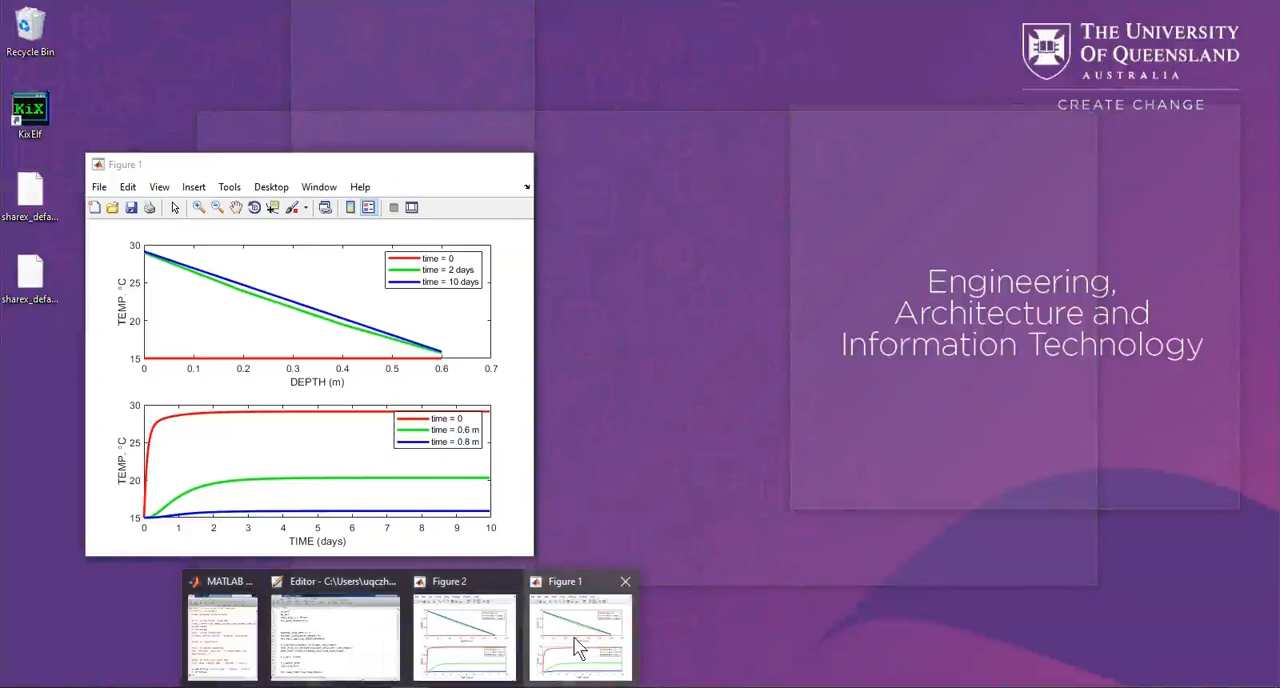 Recycle Bin
KiX
KixElf
sharex_defa...
sharex_defa...
THE UNIVERSITY
OF QUEENSLAND
AUSTRALIA
CREATE CHANGE
Engineering,
Architecture and
Information Technology
Figure 1
File Edit View Insert Tools Desktop Window Help
30
25
20
15
TEMP. °C
time = 0
time = 2 days
time = 10 days
0 0.1 0.2 0.3 0.4 0.5 0.6 0.7
DEPTH (m)
30
25
20
15
TEMP. °C
time = 0
time = 0.6 m
time = 0.8 m
0 1 2 3 4 5 6 7 8 9 10
TIME (days)
MATLAB ...
Editor - C:\Users\uqczh...
Figure 2
Figure 1